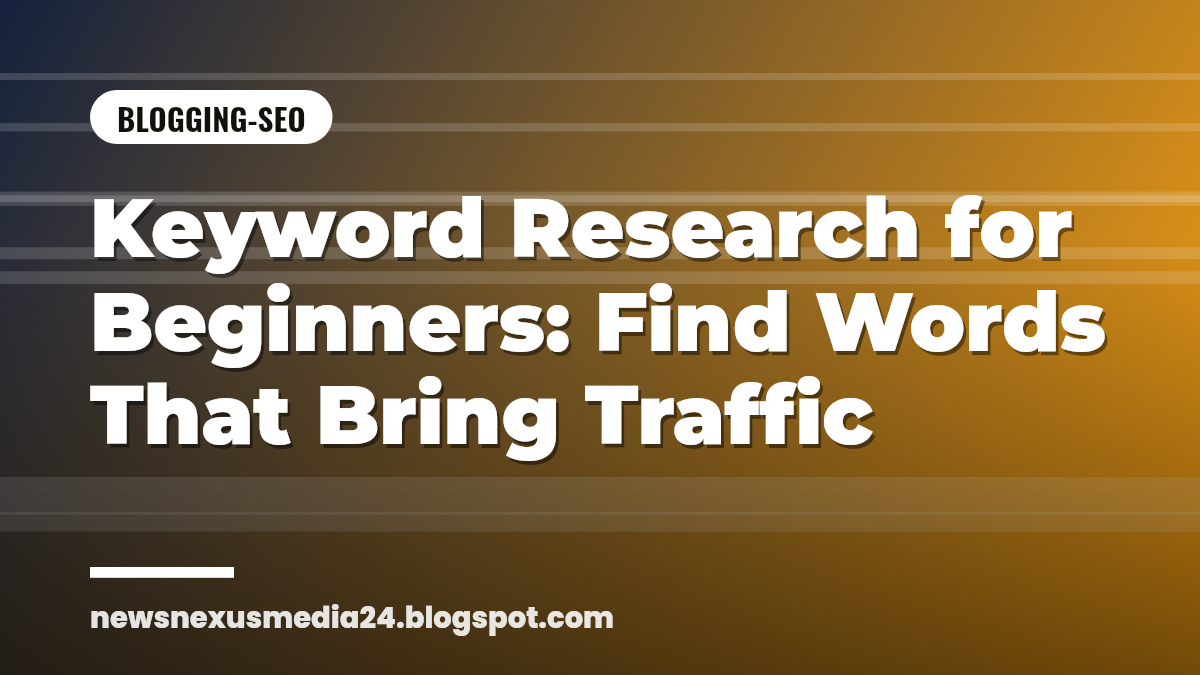 BLOGGING-SEO
Keyword Research for
Beginners: Find Words
That Bring Traffic
newsnexusmedia24.blogspot.com